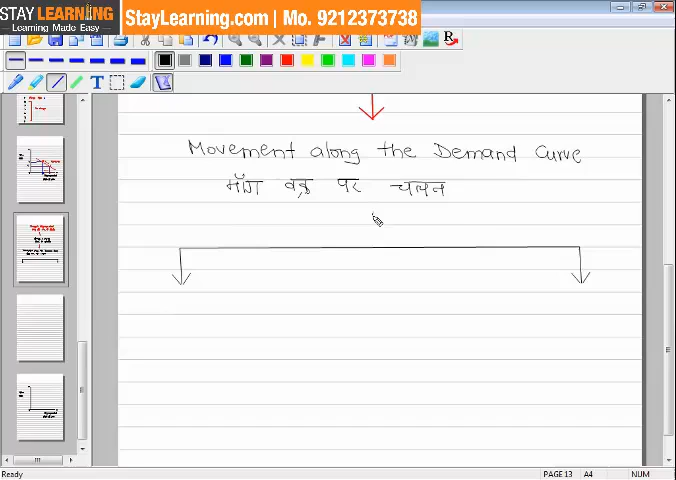 STAY LEARNING
Learning Made Easy
StayLearning.com | Mo. 9212373738
Movement along the Demand Curve
माँग वक्र पर चलन
Ready
PAGE 13
A4
NUM